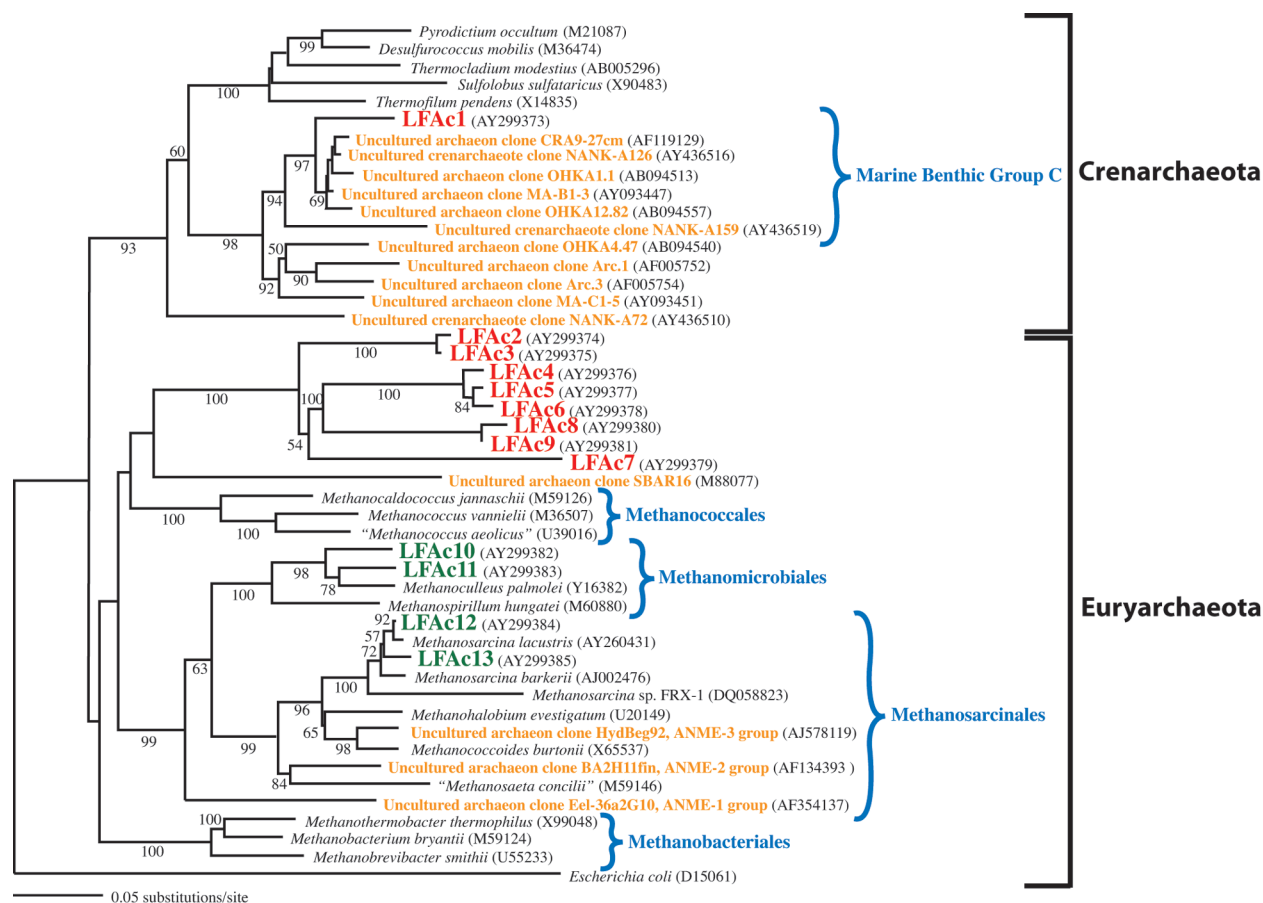 Pyrodictium occultum (M21087)
99
Desulfurococcus mobilis (M36474)
Thermocladium modestius (AB005296)
Sulfolobus sulfataricus (X90483)
100
Thermofilum pendens (X14835)
LFAc1 (AY299373)
Uncultured archaeon clone CRA9-27cm (AF119129)
60
Uncultured crenarchaeote clone NANK-A126 (AY436516)
97
Uncultured archaeon clone OHKA1.1 (AB094513)
Marine Benthic Group C
Crenarchaeota
Uncultured archaeon clone MA-B1-3 (AY093447)
94
69
Uncultured archaeon clone OHKA12.82 (AB094557)
Uncultured crenarchaeote clone NANK-A159 (AY436519)
93
98
50
Uncultured archaeon clone OHKA4.47 (AB094540)
Uncultured archaeon clone Arc.1 (AF005752)
90
Uncultured archaeon clone Arc.3 (AF005754)
92
Uncultured archaeon clone MA-C1-5 (AY093451)
Uncultured crenarchaeote clone NANK-A72 (AY436510)
LFAc2 (AY299374)
100
LFAc3 (AY299375)
LFAc4 (AY299376)
100
100
100
LFAc5 (AY299377)
84
LFAc6 (AY299378)
LFAc8 (AY299380)
54
LFAc9 (AY299381)
LFAc7 (AY299379)
Uncultured archaeon clone SBAR16 (M88077)
Methanocaldococcus jannaschii (M59126)
100
Methanococcus vannielii (M36507)
Methanococcales
100
“Methanococcus aeolicus” (U39016)
LFAc10 (AY299382)
98
LFAc11 (AY299383)
Methanomicrobiales
100
78
Methanoculleus palmolei (Y16382)
Methanospirillum hungatei (M60880)
Euryarchaeota
92
LFAc12 (AY299384)
57
Methanosarcina lacustris (AY260431)
72
LFAc13 (AY299385)
63
Methanosarcina barkerii (AJ002476)
100
Methanosarcina sp. FRX-1 (DQ058823)
96
Methanohalobium evestigatum (U20149)
Methanosarcinales
65
Uncultured archaeon clone HydBeg92, ANME-3 group (AJ578119)
99
99
98
Methanococcoides burtonii (X65537)
Uncultured arachaeon clone BA2H11fin, ANME-2 group (AF134393 )
84
“Methanosaeta concilii” (M59146)
Uncultured archaeon clone Eel-36a2G10, ANME-1 group (AF354137)
100
Methanothermobacter thermophilus (X99048)
Methanobacterium bryantii (M59124)
Methanobacteriales
100
Methanobrevibacter smithii (U55233)
Escherichia coli (D15061)
0.05 substitutions/site